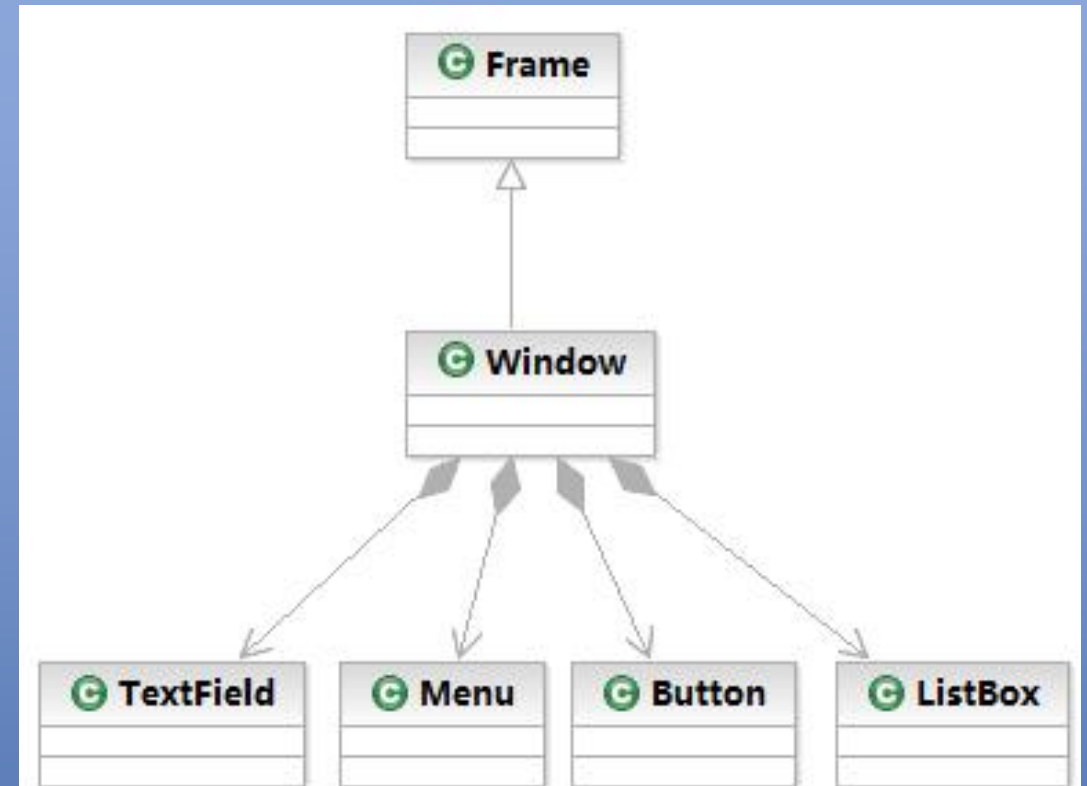 C Frame
C Window
C TextField
C Menu
C Button
C ListBox